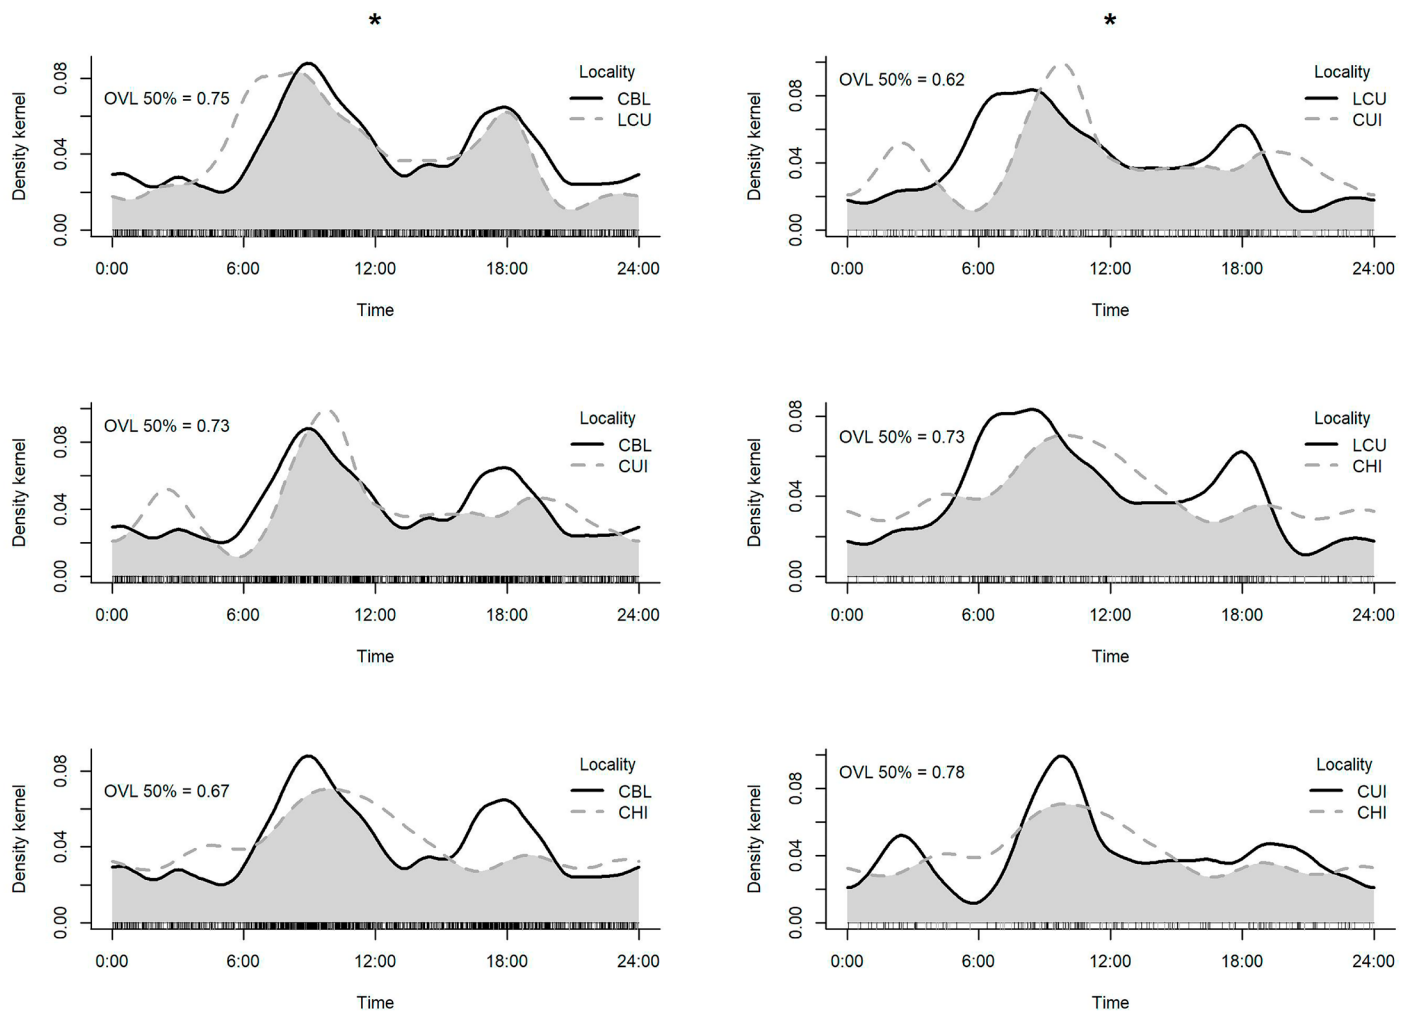 *
OVL 50% = 0.75
Locality
CBL
LCU
Density kernel
0.00 0.04 0.08
0:00 6:00 12:00 18:00 24:00
Time
*
OVL 50% = 0.62
Locality
LCU
CUI
Density kernel
0.00 0.04 0.08
0:00 6:00 12:00 18:00 24:00
Time
OVL 50% = 0.73
Locality
CBL
CUI
Density kernel
0.00 0.04 0.08
0:00 6:00 12:00 18:00 24:00
Time
OVL 50% = 0.73
Locality
LCU
CHI
Density kernel
0.00 0.04 0.08
0:00 6:00 12:00 18:00 24:00
Time
OVL 50% = 0.67
Locality
CBL
CHI
Density kernel
0.00 0.04 0.08
0:00 6:00 12:00 18:00 24:00
Time
OVL 50% = 0.78
Locality
CUI
CHI
Density kernel
0.00 0.04 0.08
0:00 6:00 12:00 18:00 24:00
Time